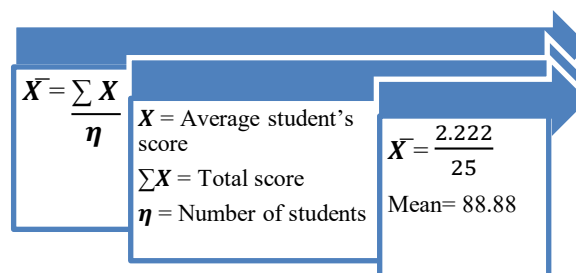 X̄ = ∑ X / η
X = Average student's
score
∑X = Total score
η = Number of students
X̄ = 2.222 / 25
Mean= 88.88